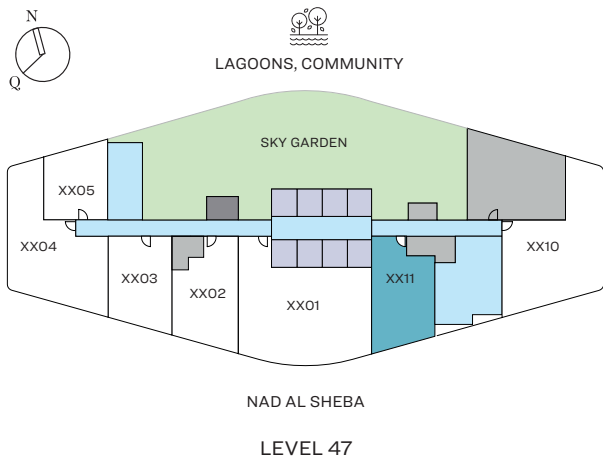 N
Q
LAGOONS, COMMUNITY
SKY GARDEN
XX05
XX04
XX03
XX02
XX01
XX11
XX10
NAD AL SHEBA
LEVEL 47